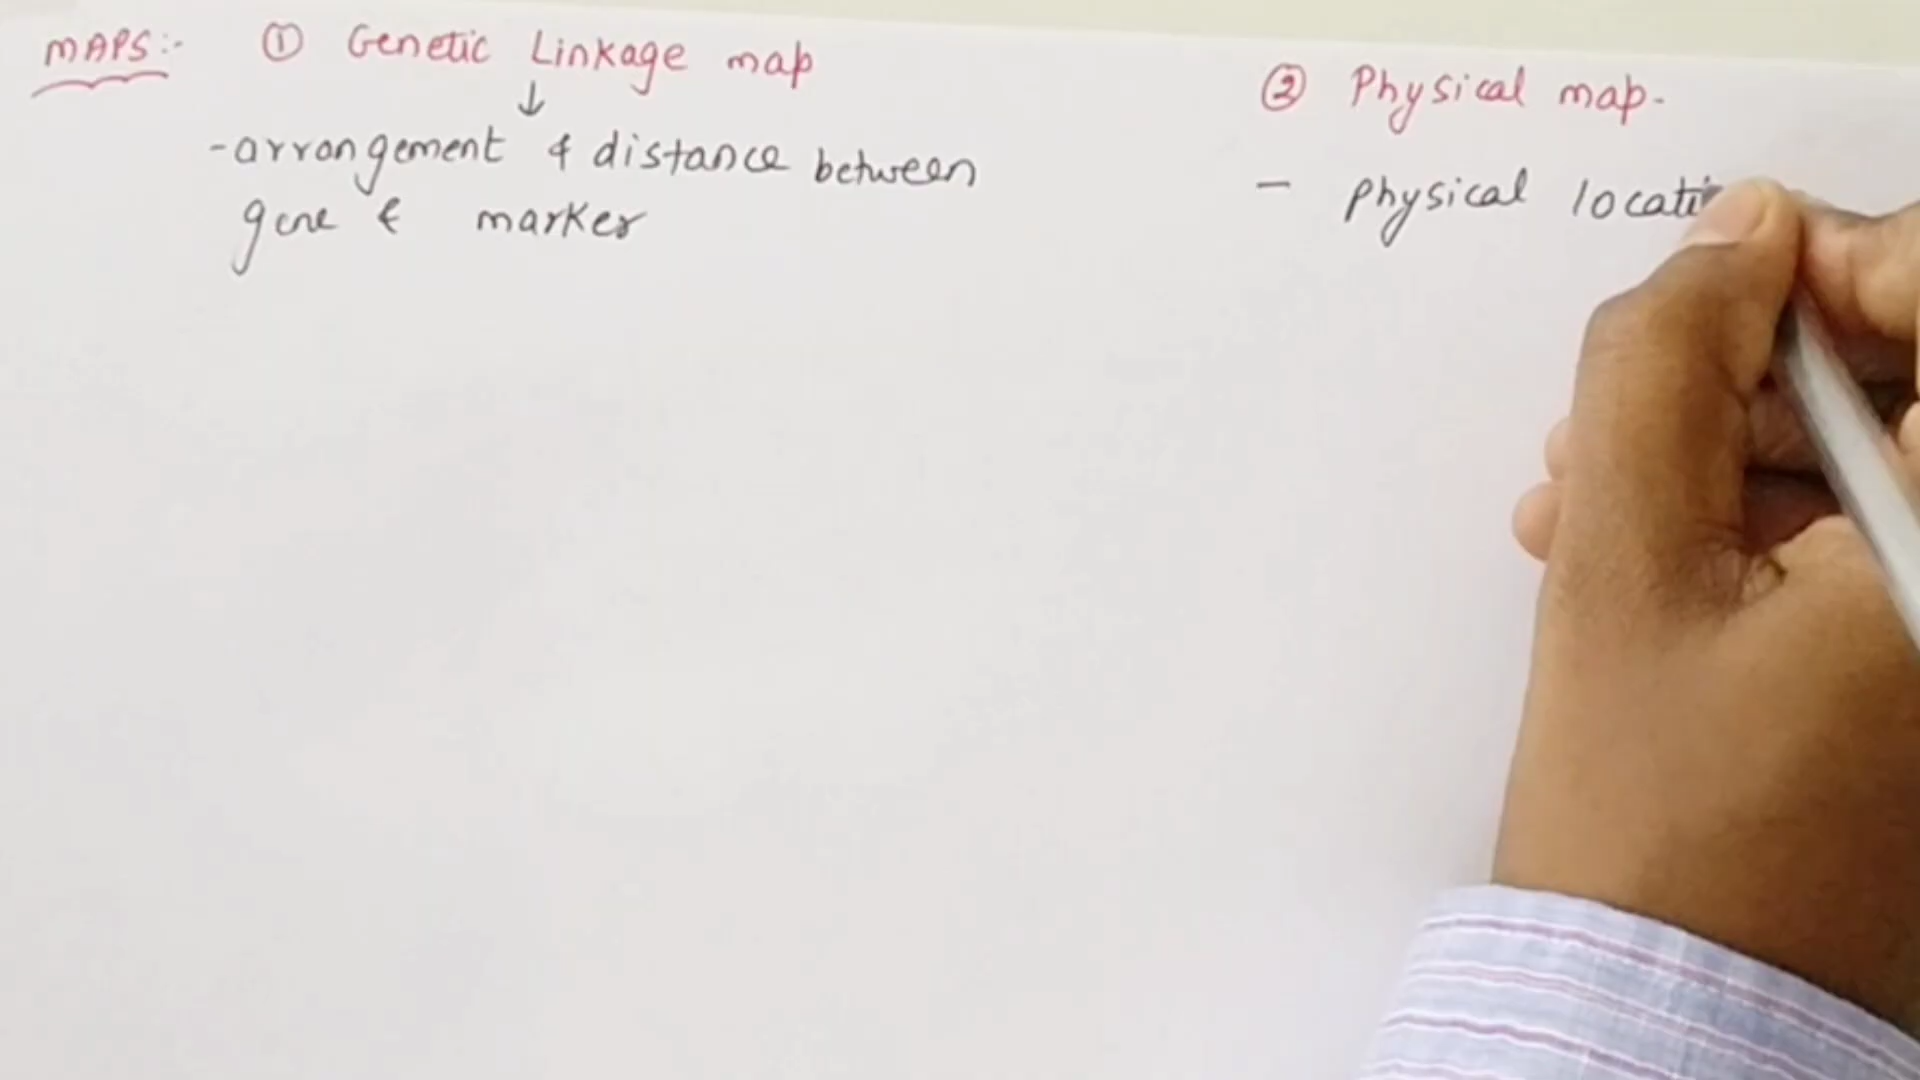 MAPS:- ① Genetic Linkage map
↓
- arrangement & distance between
gene & marker
② Physical map.
- Physical locati